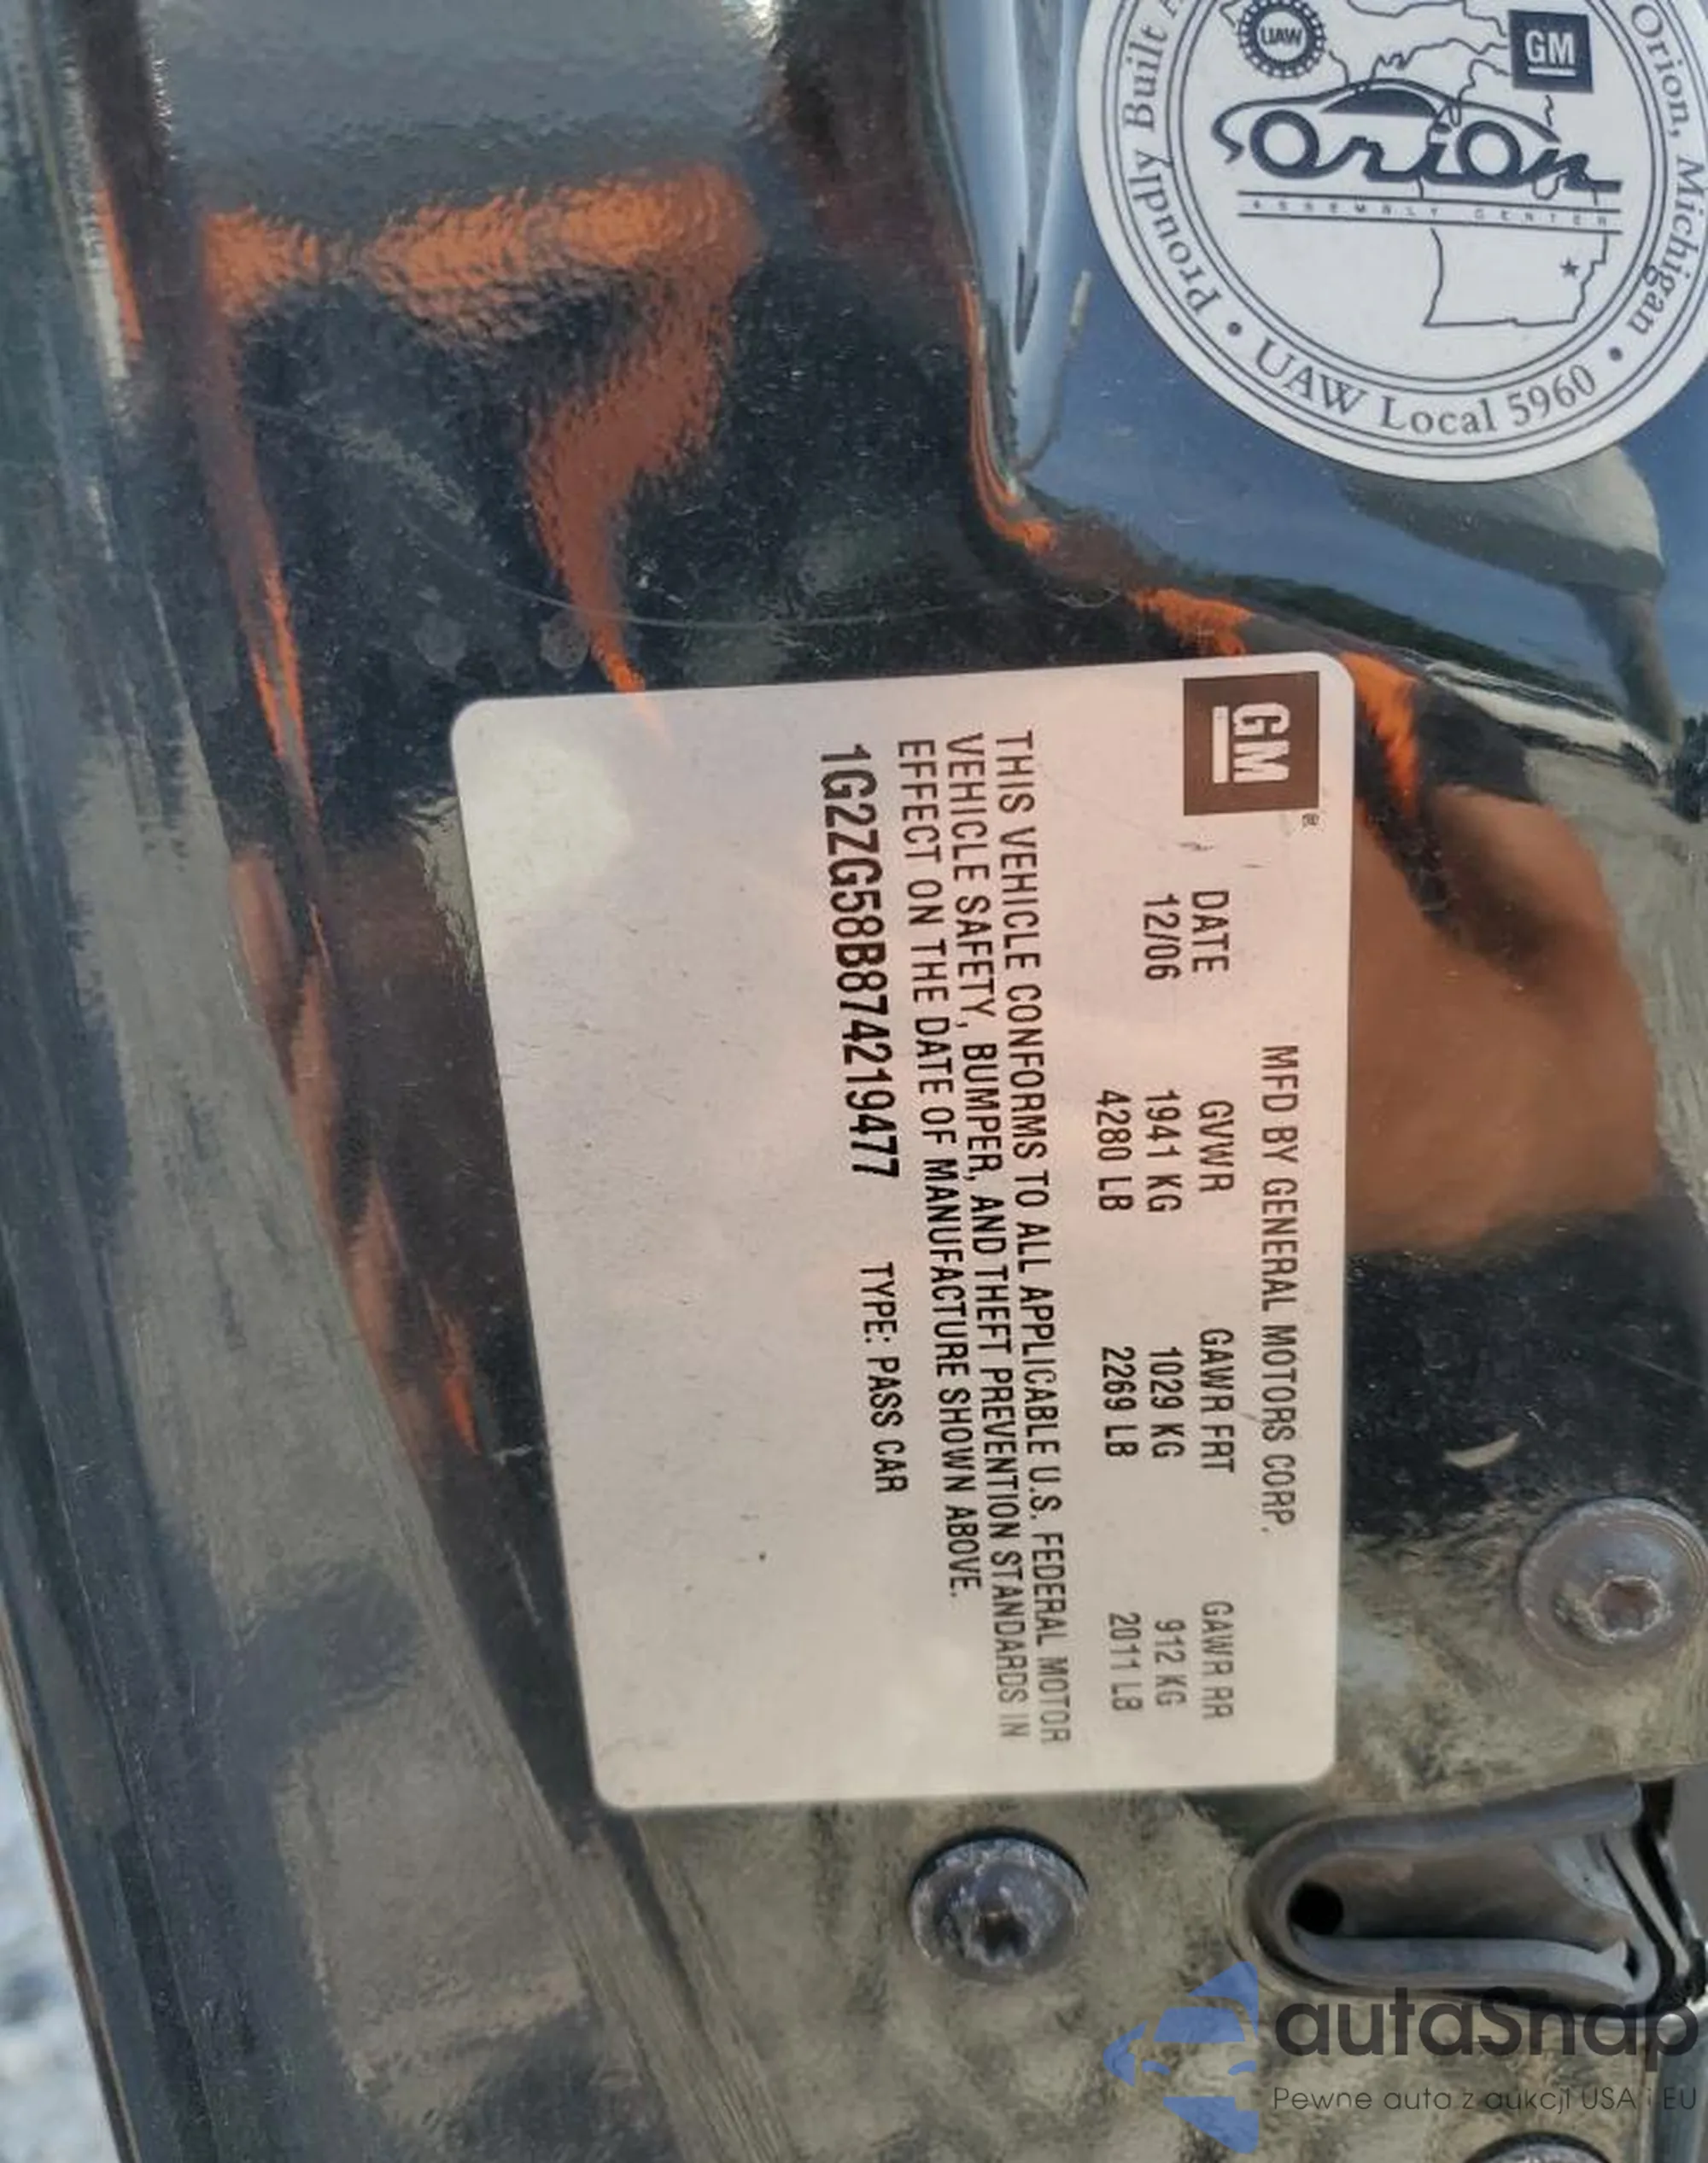 Proudly Built
Orion, Michigan
UAW
GM
Orion
ASSEMBLY CENTER
• UAW Local 5960 •
GM
®
MFD BY GENERAL MOTORS CORP.
DATE GVWR GAWR FRT GAWR RR
12/06 1941 KG 1029 KG 912 KG
4280 LB 2269 LB 2011 LB
THIS VEHICLE CONFORMS TO ALL APPLICABLE U.S. FEDERAL MOTOR
VEHICLE SAFETY, BUMPER, AND THEFT PREVENTION STANDARDS IN
EFFECT ON THE DATE OF MANUFACTURE SHOWN ABOVE.
1G2ZG58B874219477 TYPE: PASS CAR
autaSnap
Pewne auta z aukcji USA i EU